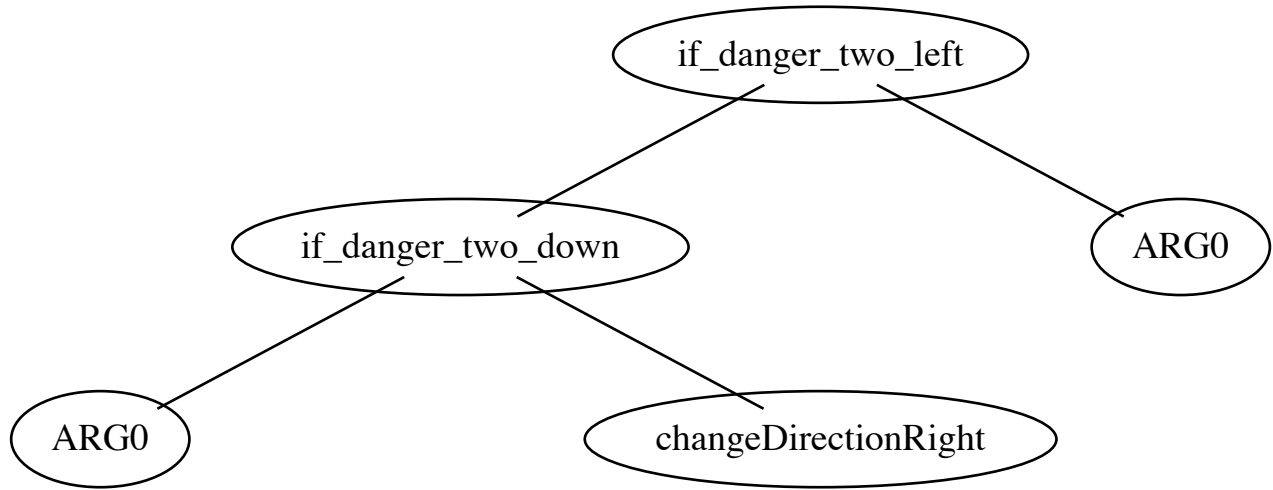 if_danger_two_left
if_danger_two_down
ARG0
ARG0
changeDirectionRight